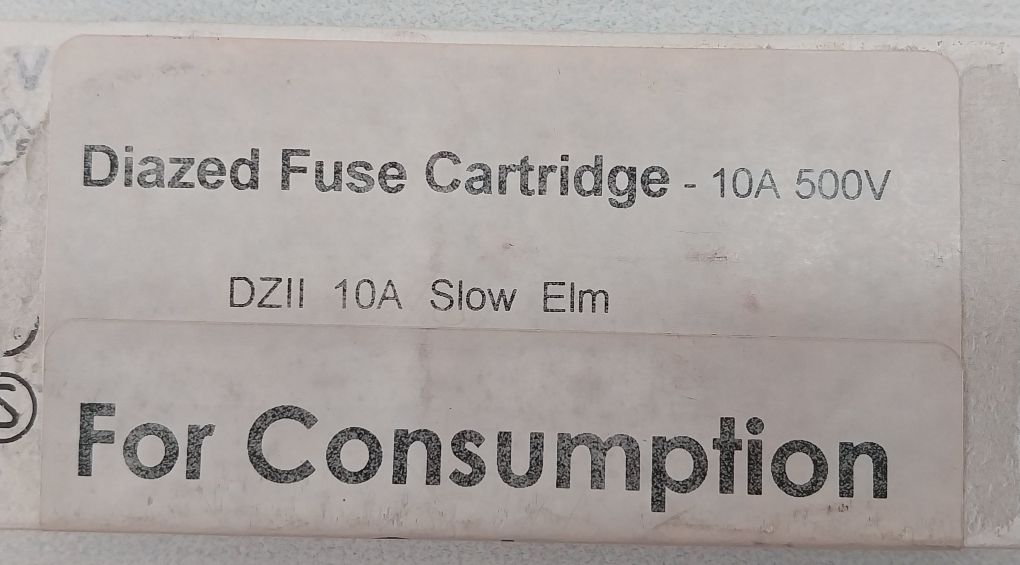 Diazed Fuse Cartridge - 10A 500V
DZII 10A Slow Elm
For Consumption